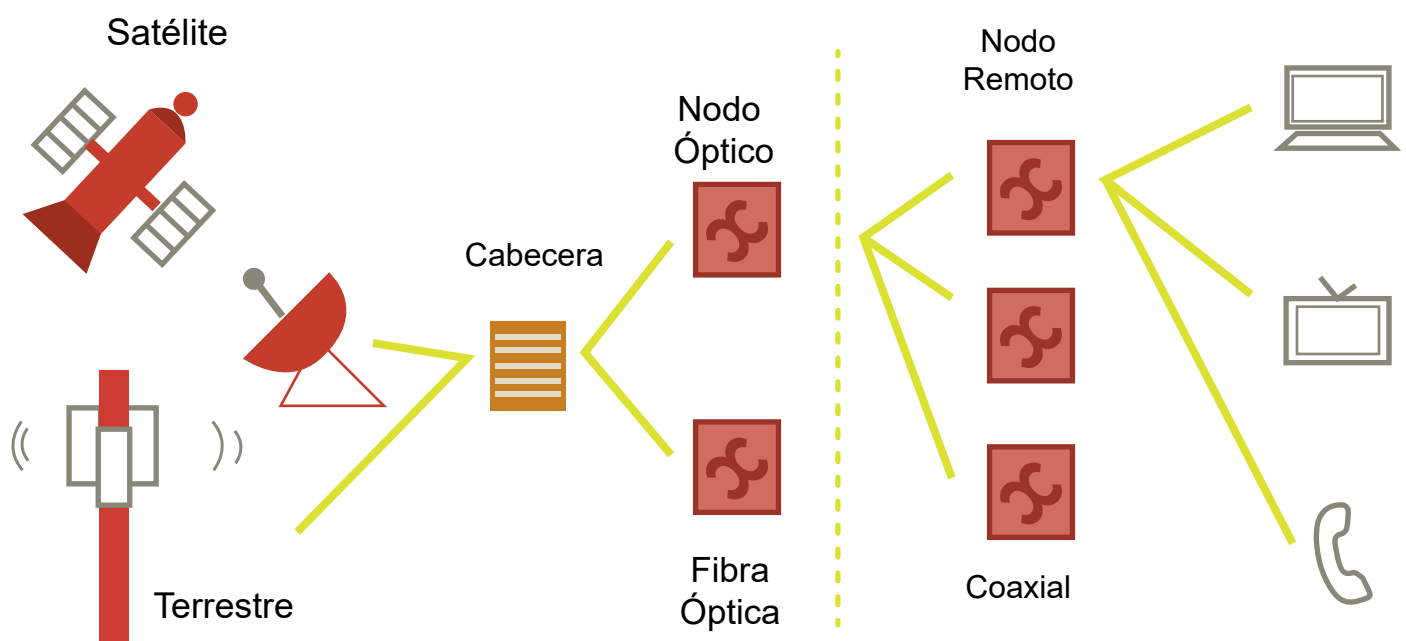 Satélite
Nodo
Óptico
Nodo
Remoto
Cabecera
Terrestre
Fibra
Óptica
Coaxial